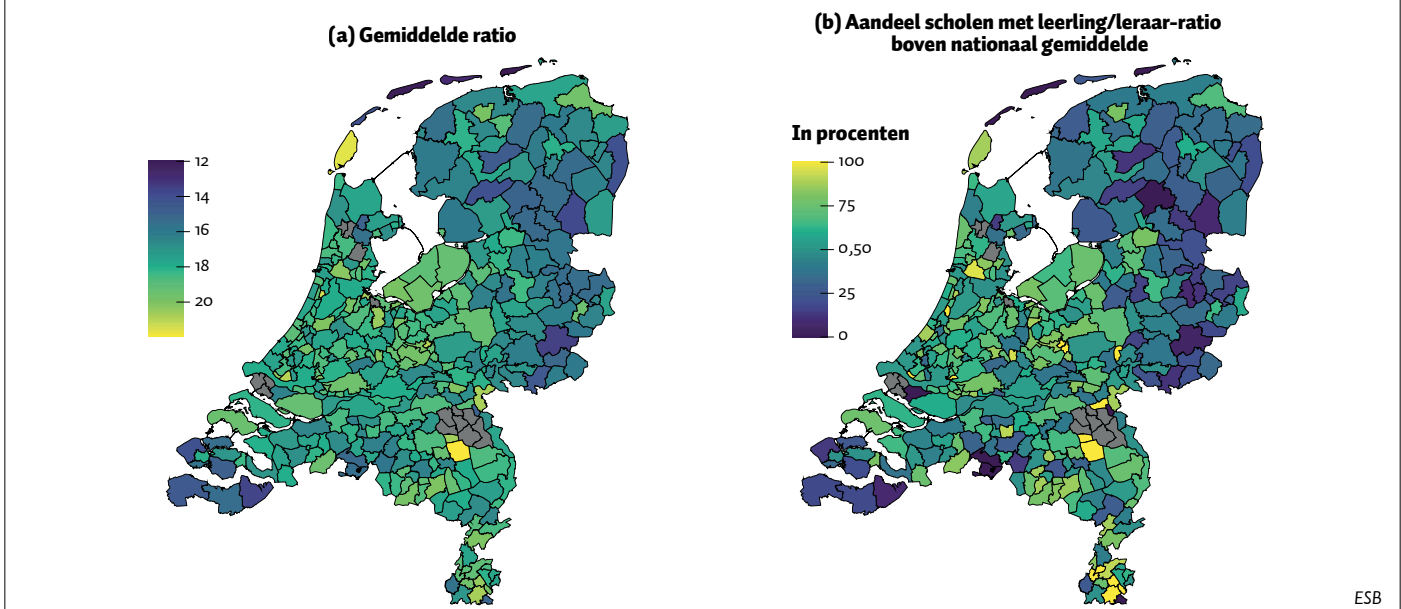 (a) Gemiddelde ratio
12
14
16
18
20
(b) Aandeel scholen met leerling/leraar-ratio
boven nationaal gemiddelde
In procenten
100
75
0,50
25
0
ESB